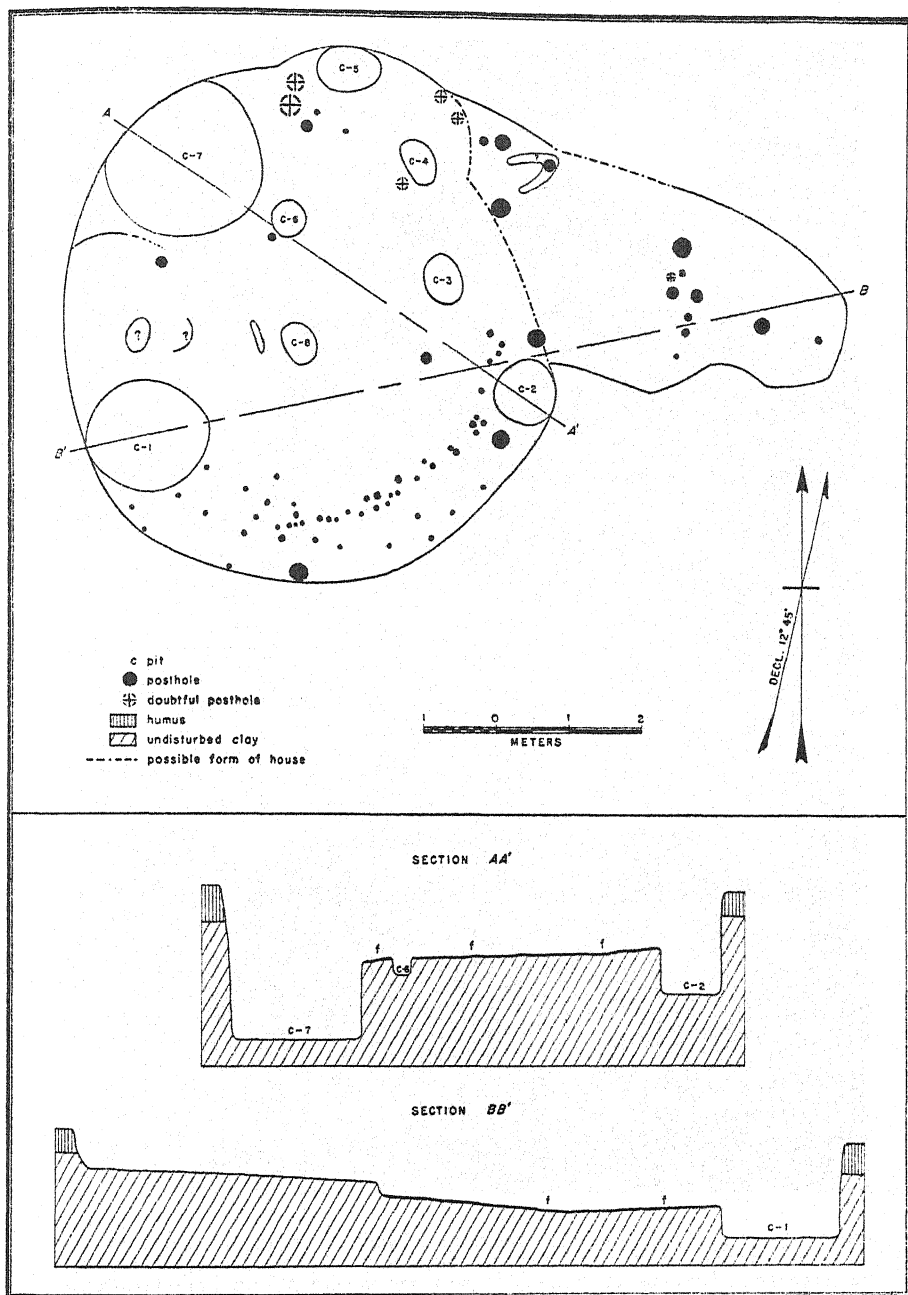 C-5
A
C-7
C-4
?
C-6
C-3
B
?
?
C-8
C-2
A'
B'
C-1
DECL. 12° 45'
c pit
posthole
doubtful posthole
humus
undisturbed clay
possible form of house
1 0 1 2
METERS
SECTION AA'
f f f
C-6
C-2
C-7
SECTION BB'
f f
C-1